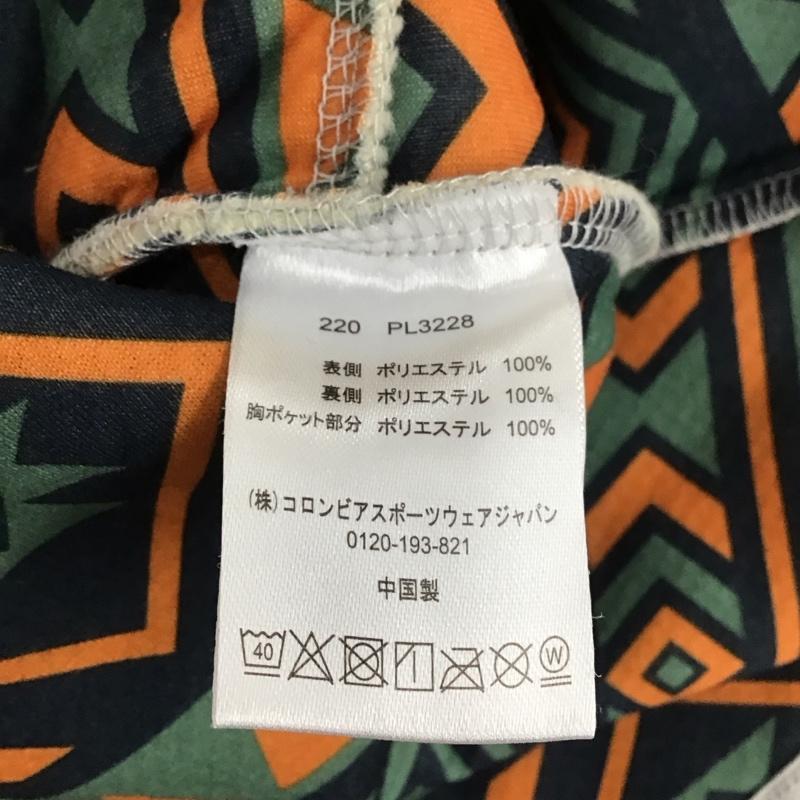 220 PL3228
表側 ポリエステル 100%
裏側 ポリエステル 100%
胸ポケット部分 ポリエステル 100%
(株)コロンビアスポーツウェアジャパン
0120-193-821
中国製
40 W